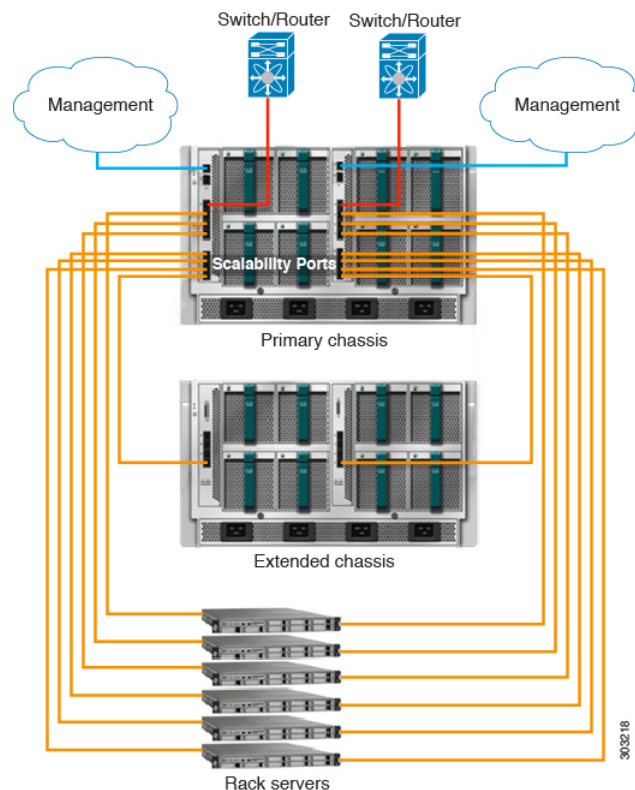 Switch/Router
Switch/Router
Management
Management
Scalability Ports
Primary chassis
Extended chassis
Rack servers
303218